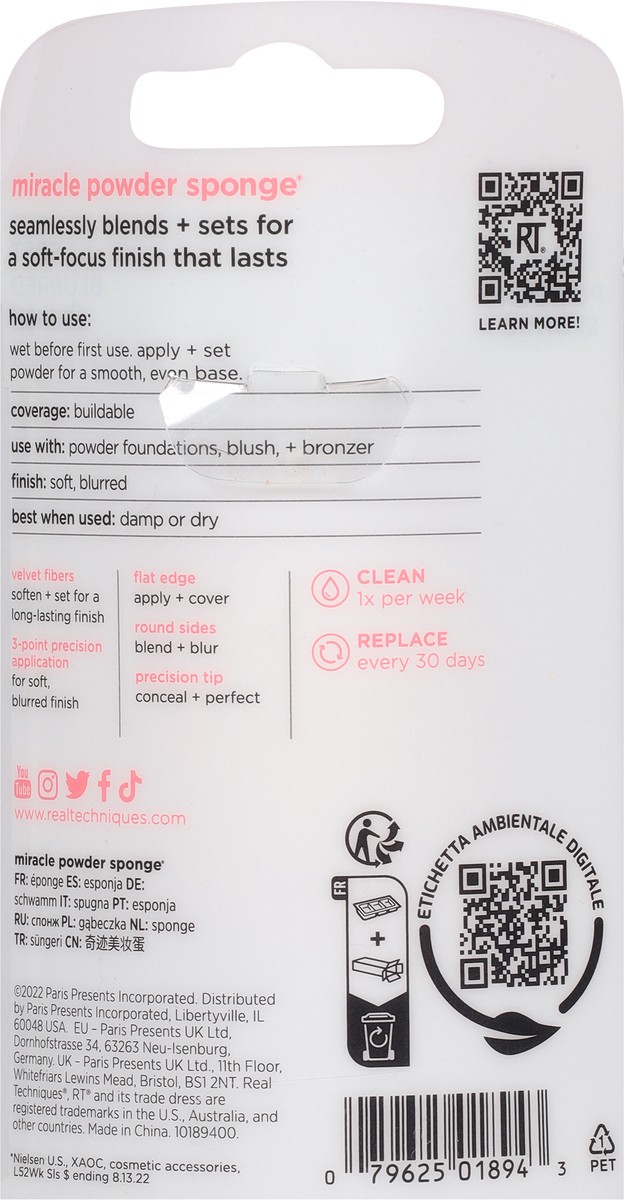 miracle powder sponge®
seamlessly blends + sets for
a soft-focus finish that lasts
RT®
LEARN MORE!
how to use:
wet before first use. apply + set
powder for a smooth, even base.
coverage: buildable
use with: powder foundations, blush, + bronzer
finish: soft, blurred
best when used: damp or dry
velvet fibers
soften + set for a
long-lasting finish
3-point precision
application
for soft,
blurred finish
flat edge
apply + cover
round sides
blend + blur
precision tip
conceal + perfect
CLEAN
1x per week
REPLACE
every 30 days
You
Tube
www.realtechniques.com
miracle powder sponge®
FR: éponge ES: esponja DE:
schwamm IT: spugna PT: esponja
RU: спонж PL: gąbeczka NL: sponge
TR: süngeri CN: 奇迹美妆蛋
FR
+
ETICHETTA AMBIENTALE DIGITALE
©2022 Paris Presents Incorporated. Distributed
by Paris Presents Incorporated, Libertyville, IL
60048 USA. EU - Paris Presents UK Ltd,
Dornhofstrasse 34, 63263 Neu-Isenburg,
Germany. UK - Paris Presents UK Ltd., 11th Floor,
Whitefriars Lewins Mead, Bristol, BS1 2NT. Real
Techniques®, RT® and its trade dress are
registered trademarks in the U.S., Australia, and
other countries. Made in China. 10189400.
*Nielsen U.S., XAOC, cosmetic accessories,
L52Wk Sls $ ending 8.13.22
0 79625 01894 3
1
PET